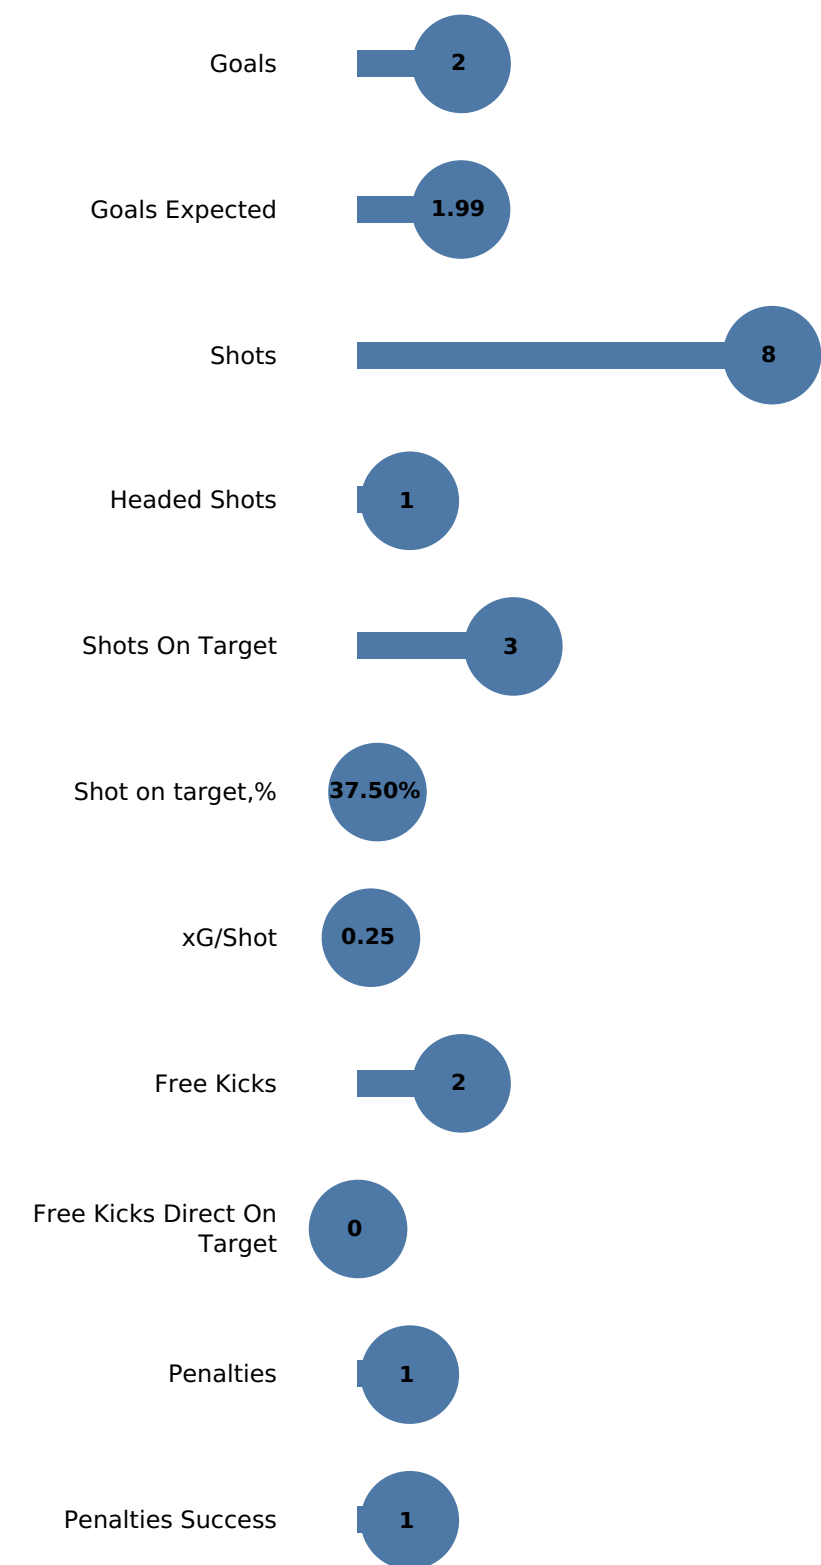 Goals
2
Goals Expected
1.99
Shots
8
Headed Shots
1
Shots On Target
3
Shot on target,%
37.50%
xG/Shot
0.25
Free Kicks
2
Free Kicks Direct On
Target
0
Penalties
1
Penalties Success
1